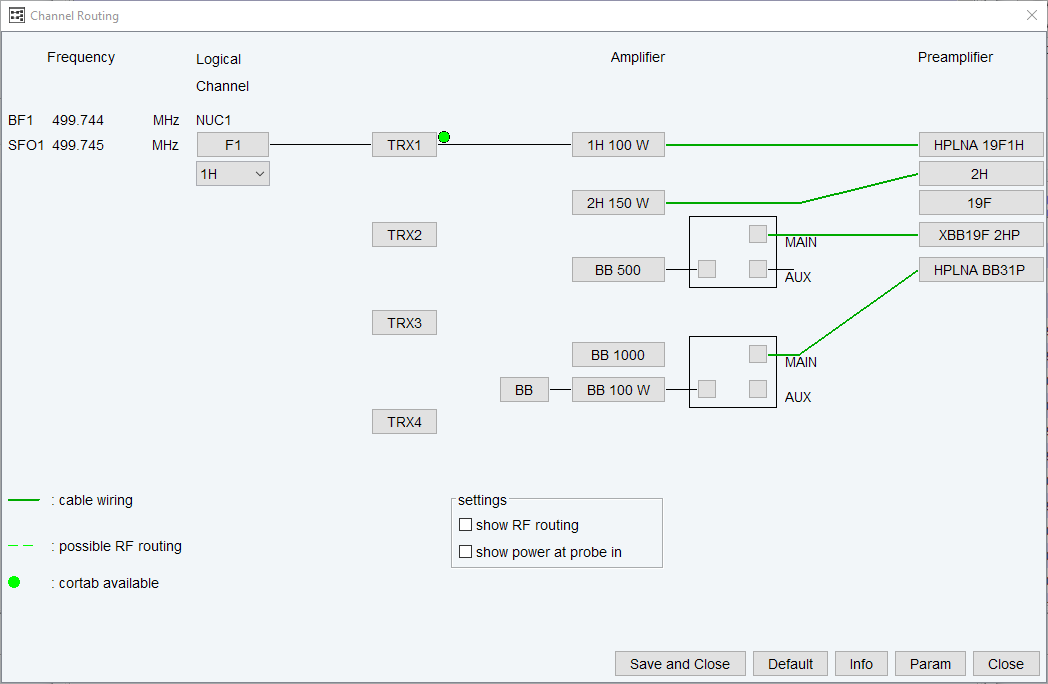 Channel Routing
Frequency
Logical
Channel
Amplifier
Preamplifier
BF1 499.744 MHz NUC1
SFO1 499.745 MHz F1 TRX1 1H 100 W HPLNA 19F1H
1H 2H
2H 150 W 19F
TRX2 XBB19F 2HP
MAIN
BB 500 HPLNA BB31P
AUX
TRX3
BB 1000
MAIN
BB BB 100 W
AUX
TRX4
: cable wiring
: possible RF routing
: cortab available
settings
show RF routing
show power at probe in
Save and Close Default Info Param Close